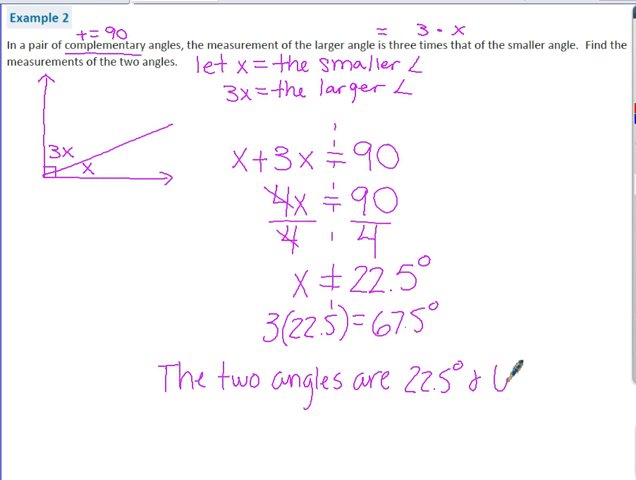 Example 2
+ = 90
= 3 · x
In a pair of complementary angles, the measurement of the larger angle is three times that of the smaller angle. Find the
measurements of the two angles.
let x = the smaller ∠
3x = the larger ∠
3x
x
x + 3x = 90
4x = 90
4 4
x = 22.5°
3(22.5) = 67.5°
The two angles are 22.5° &